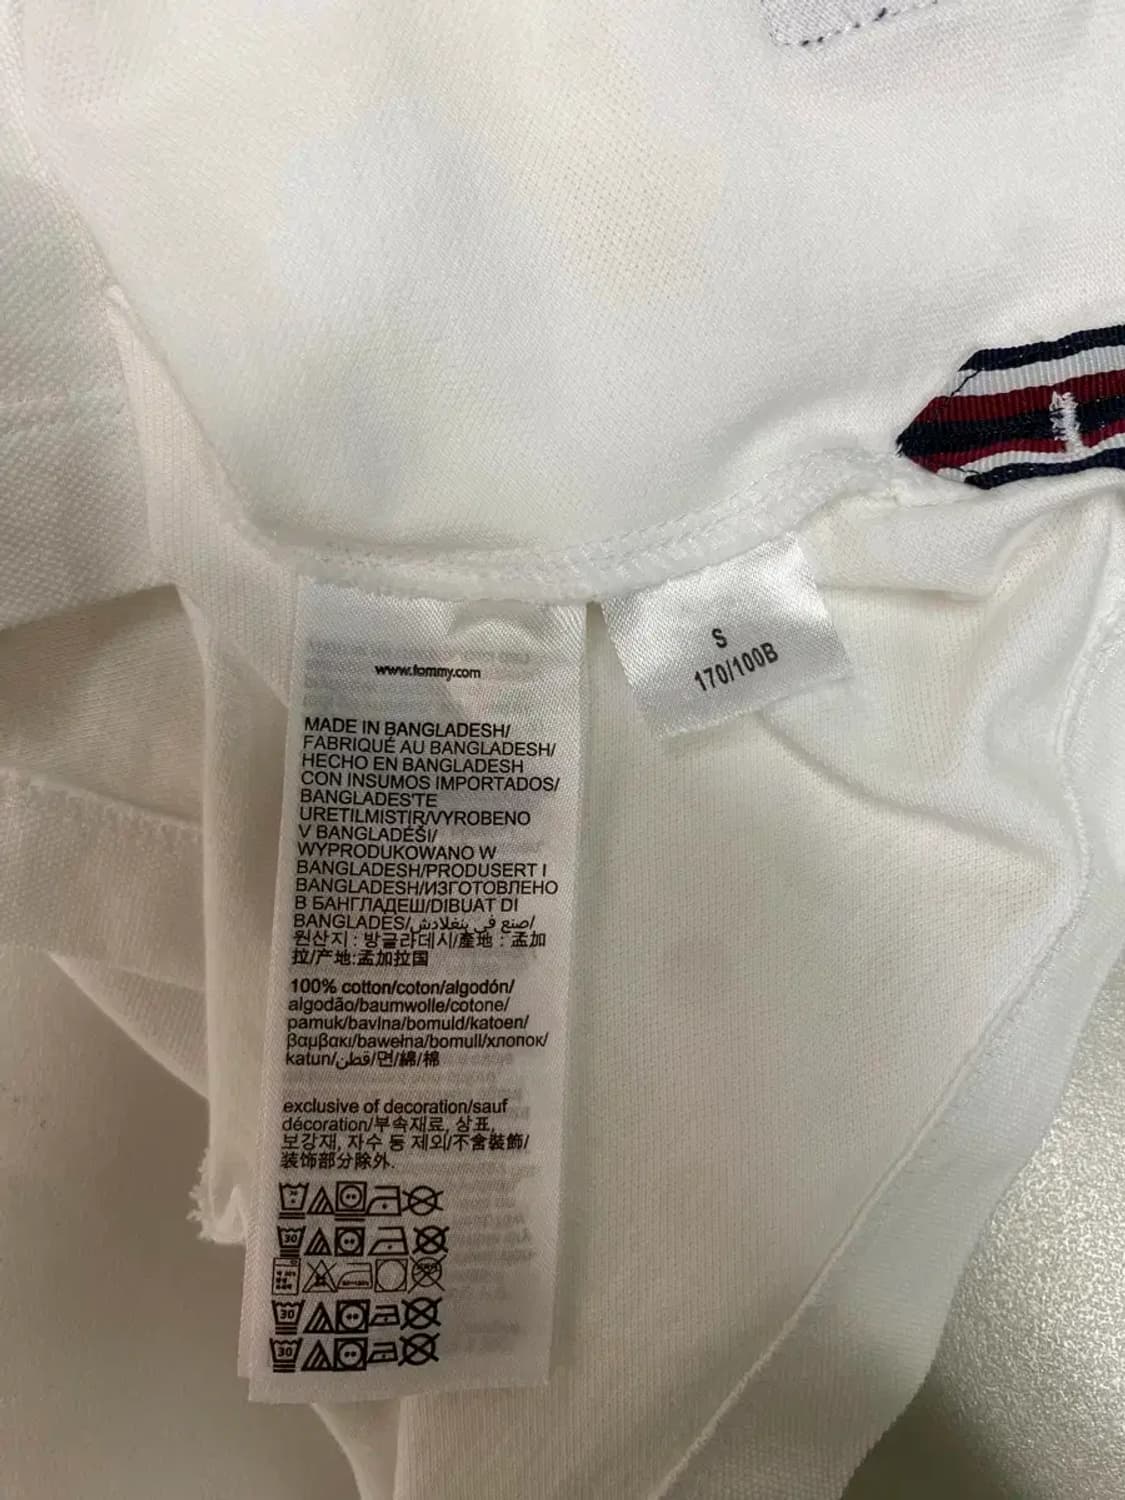 www.tommy.com
MADE IN BANGLADESH/
FABRIQUÉ AU BANGLADESH/
HECHO EN BANGLADESH
CON INSUMOS IMPORTADOS/
BANGLADEŞ'TE
URETILMISTIR/VYROBENO
V BANGLADÉŠI/
WYPRODUKOWANO W
BANGLADESH/PRODUSERT I
BANGLADESH/ИЗГОТОВЛЕНО
В БАНГЛАДЕШ/DIBUAT DI
BANGLADES/صنع في بنغلادش/
원산지 : 방글라데시/產地 : 孟加
拉/产地:孟加拉国
100% cotton/coton/algodón/
algodão/baumwolle/cotone/
pamuk/bavlna/bomuld/katoen/
βαμβακι/bawełna/bomull/хлопок/
katun/قطن/면/綿/棉
exclusive of decoration/sauf
décoration/부속재료, 상표,
보강재, 자수 등 제외/不含裝飾/
装饰部分除外.
30
30
30
S
170/100B